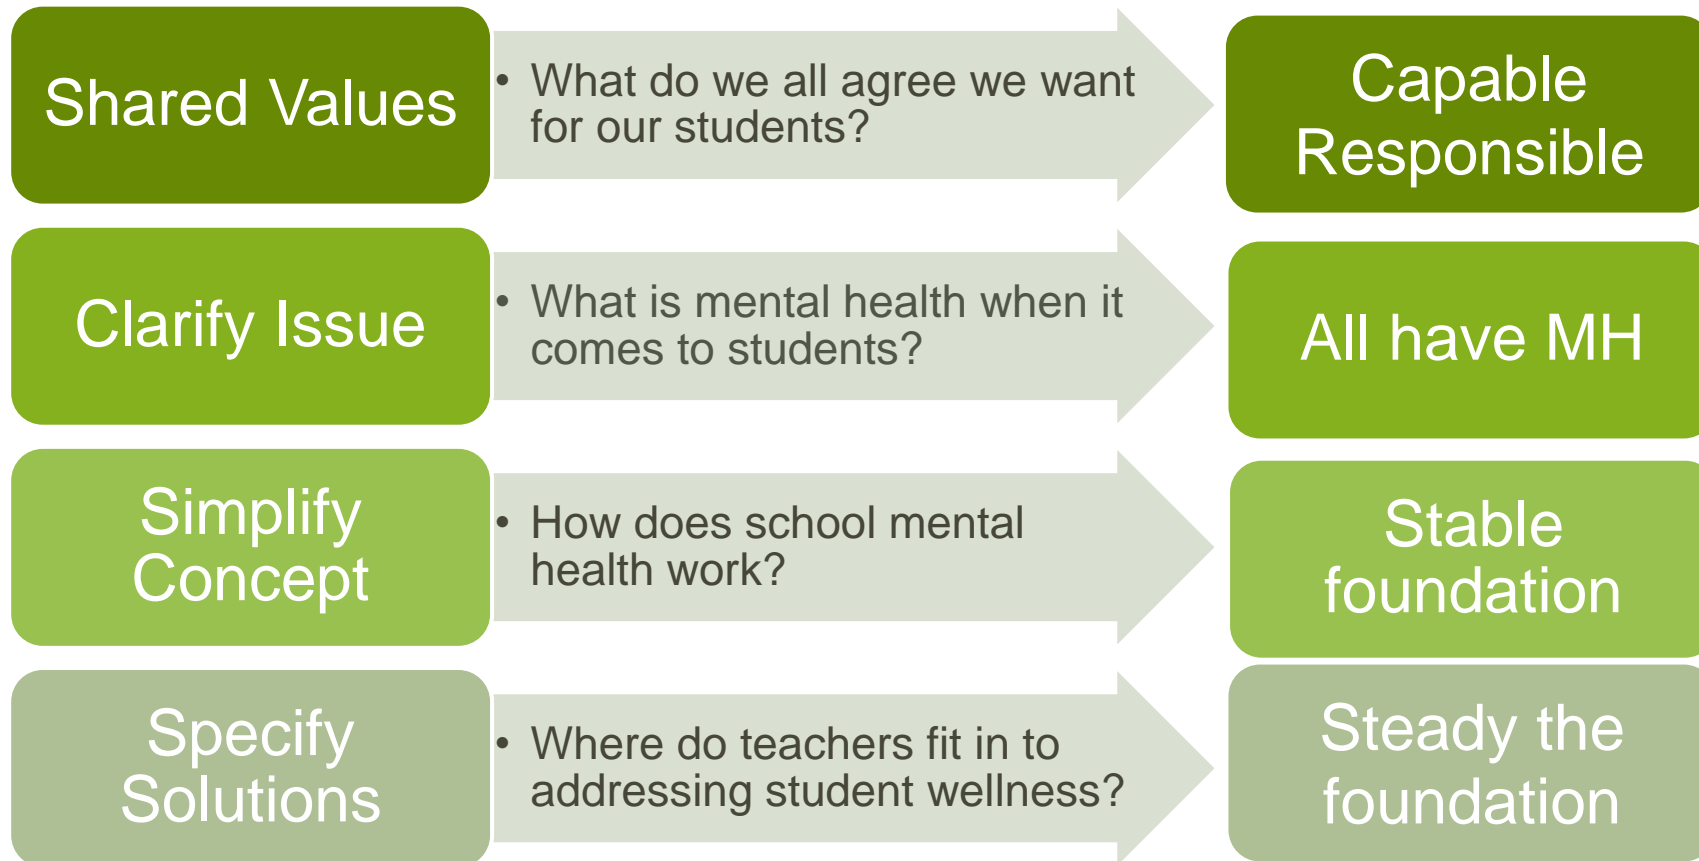 Shared Values
• What do we all agree we want
for our students?
Capable
Responsible
Clarify Issue
• What is mental health when it
comes to students?
All have MH
Simplify
Concept
• How does school mental
health work?
Stable
foundation
Specify
Solutions
• Where do teachers fit in to
addressing student wellness?
Steady the
foundation